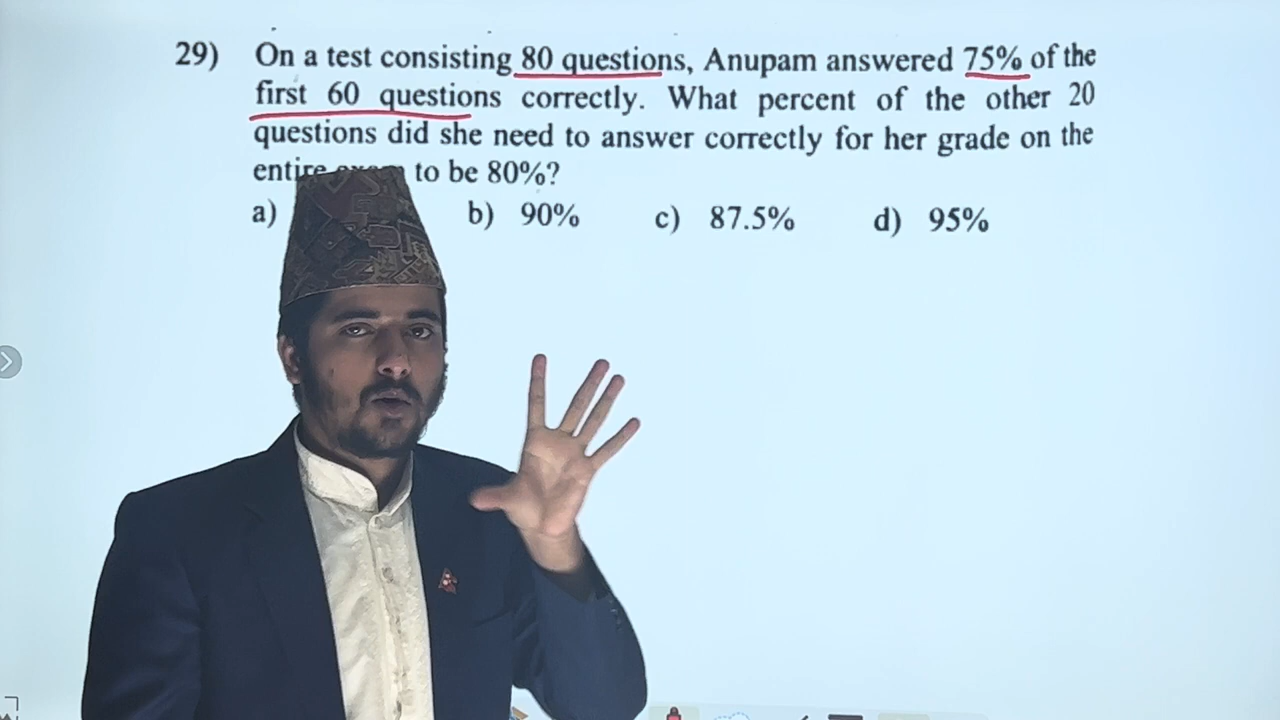 29) On a test consisting 80 questions, Anupam answered 75% of the
first 60 questions correctly. What percent of the other 20
questions did she need to answer correctly for her grade on the
entire to be 80%?
a) b) 90% c) 87.5% d) 95%